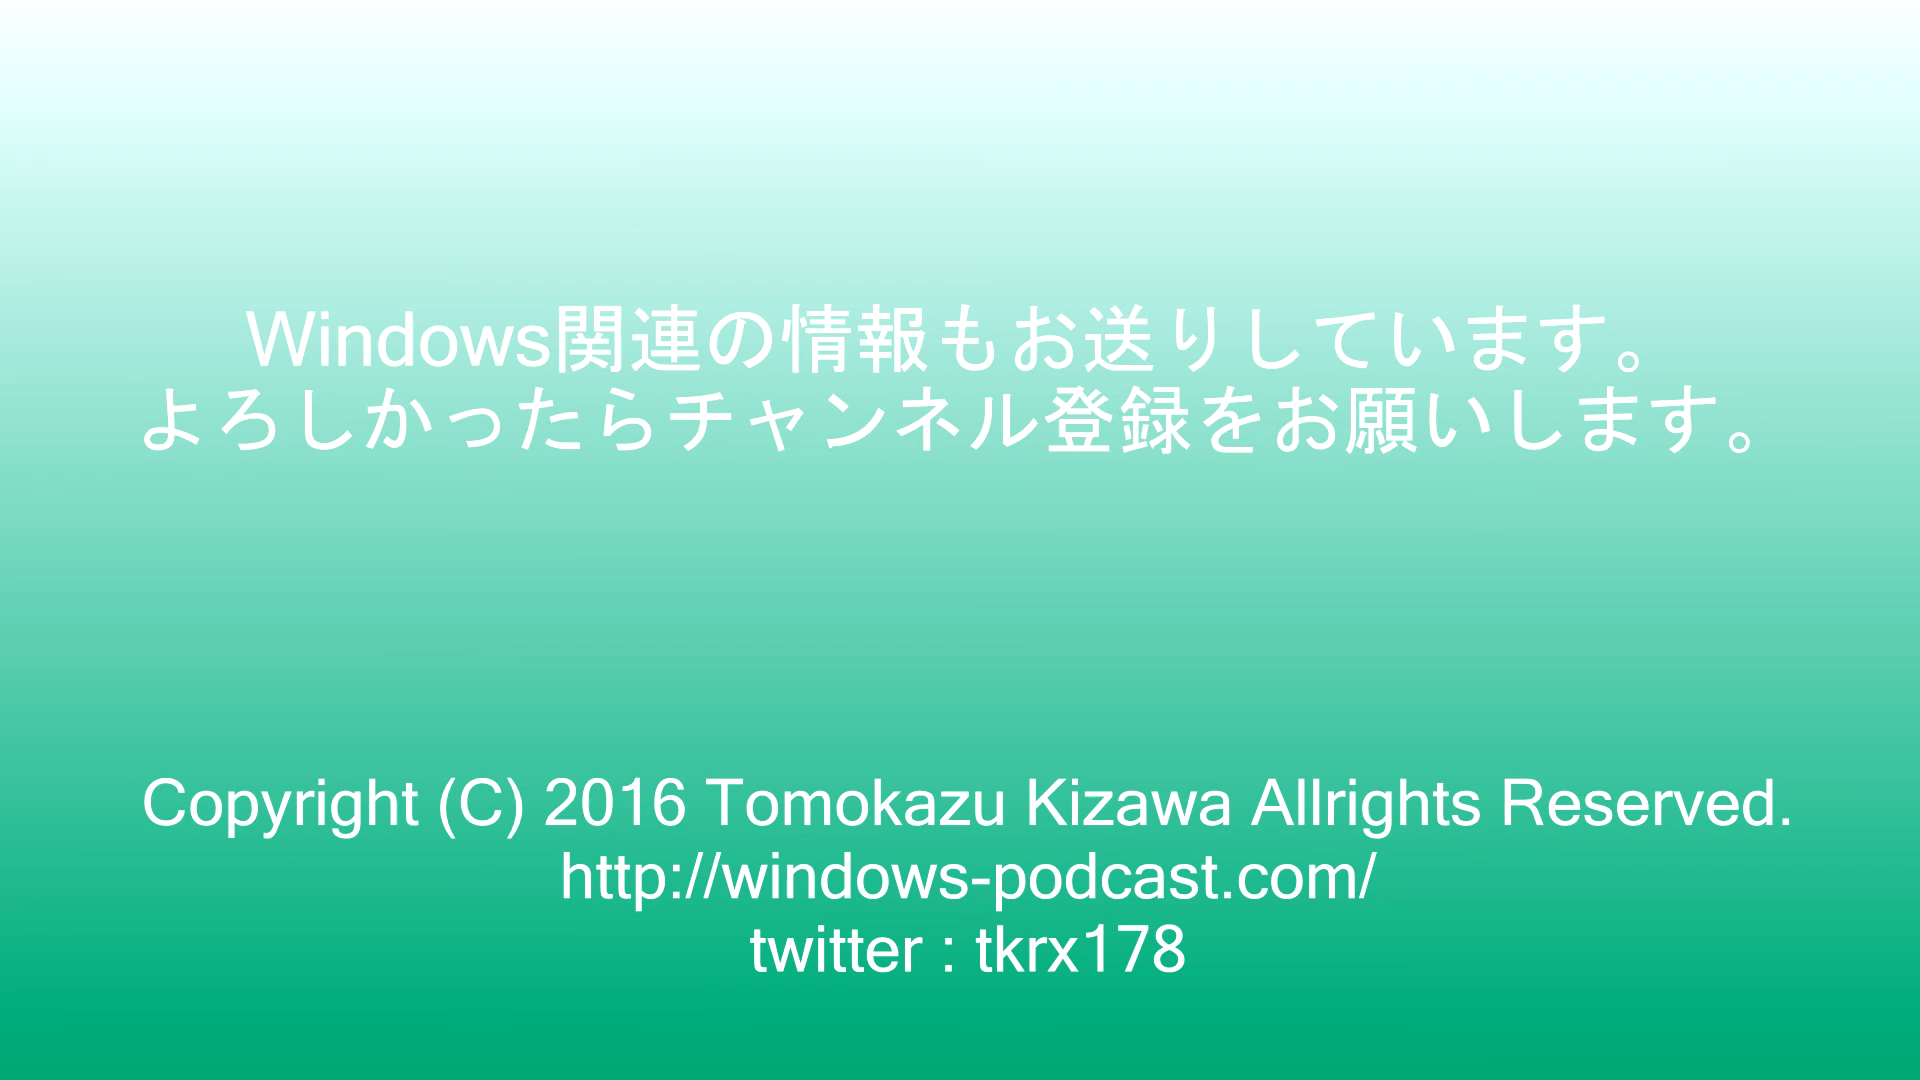 Windows関連の情報もお送りしています。
よろしかったらチャンネル登録をお願いします。
Copyright (C) 2016 Tomokazu Kizawa Allrights Reserved.
http://windows-podcast.com/
twitter : tkrx178